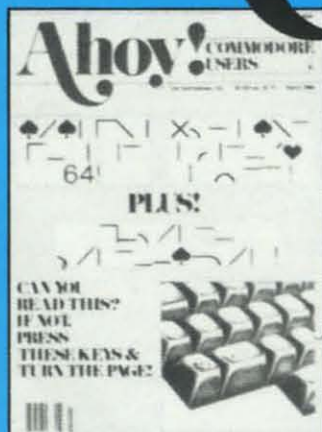 Ahoy!
COMMODORE
USERS
64!
PLUS!
CAN YOU
READ THIS?
IF NOT,
PRESS
THESE KEYS &
TURN THE PAGE!